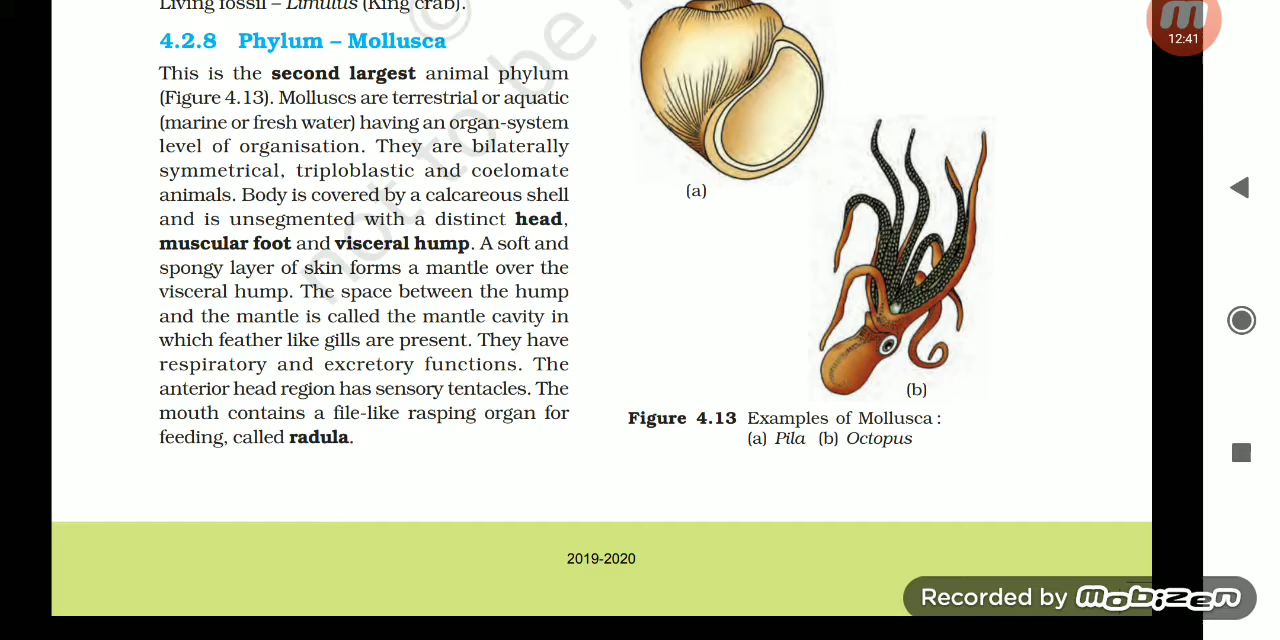 Living fossil – Limulus (King crab).
4.2.8 Phylum – Mollusca
This is the second largest animal phylum
(Figure 4.13). Molluscs are terrestrial or aquatic
(marine or fresh water) having an organ-system
level of organisation. They are bilaterally
symmetrical, triploblastic and coelomate
animals. Body is covered by a calcareous shell
and is unsegmented with a distinct head,
muscular foot and visceral hump. A soft and
spongy layer of skin forms a mantle over the
visceral hump. The space between the hump
and the mantle is called the mantle cavity in
which feather like gills are present. They have
respiratory and excretory functions. The
anterior head region has sensory tentacles. The
mouth contains a file-like rasping organ for
feeding, called radula.
(a)
(b)
Figure 4.13 Examples of Mollusca :
(a) Pila (b) Octopus
2019-2020
©
not to be
12:41
Recorded by mobizen